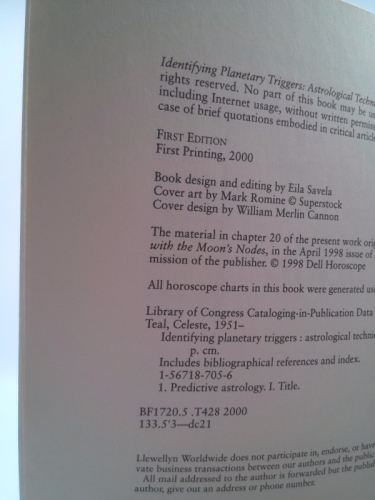 Identifying Planetary Triggers: Astrological Techn
rights reserved. No part of this book may be us
including Internet usage, without written permis
case of brief quotations embodied in critical article
FIRST EDITION
First Printing, 2000
Book design and editing by Eila Savela
Cover art by Mark Romine © Superstock
Cover design by William Merlin Cannon
The material in chapter 20 of the present work orig
with the Moon's Nodes, in the April 1998 issue of
mission of the publisher. © 1998 Dell Horoscope
All horoscope charts in this book were generated us
Library of Congress Cataloging-in-Publication Data
Teal, Celeste, 1951–
Identifying planetary triggers : astrological techni
p. cm.
Includes bibliographical references and index.
1-56718-705-6
1. Predictive astrology. I. Title.
BF1720.5 .T428 2000
133.5'3—dc21
Llewellyn Worldwide does not participate in, endorse, or have
vate business transactions between our authors and the public
All mail addressed to the author is forwarded but the publish
author, give out an address or phone number.